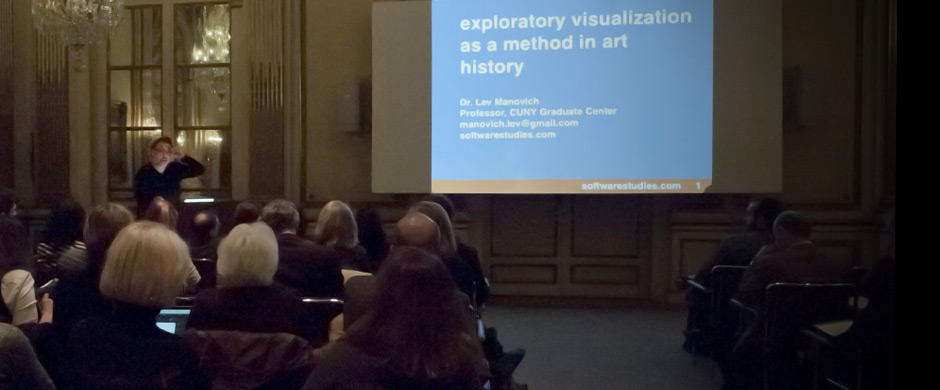 exploratory visualization
as a method in art
history
Dr. Lev Manovich
Professor, CUNY Graduate Center
manovich.lev@gmail.com
softwarestudies.com
softwarestudies.com 1